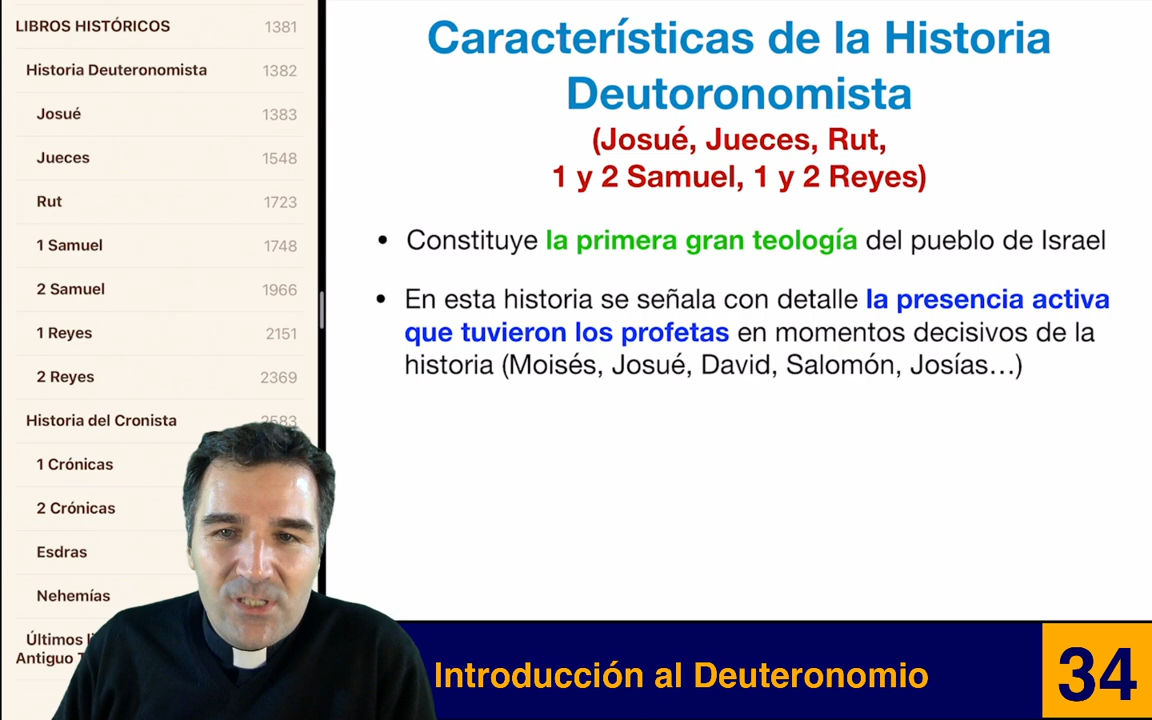 LIBROS HISTÓRICOS 1381
Historia Deuteronomista 1382
Josué 1383
Jueces 1548
Rut 1723
1 Samuel 1748
2 Samuel 1966
1 Reyes 2151
2 Reyes 2369
Historia del Cronista 2583
1 Crónicas
2 Crónicas
Esdras
Nehemías
Últimos
Antiguo
Características de la Historia
Deutoronomista
(Josué, Jueces, Rut,
1 y 2 Samuel, 1 y 2 Reyes)
• Constituye la primera gran teología del pueblo de Israel
• En esta historia se señala con detalle la presencia activa
que tuvieron los profetas en momentos decisivos de la
historia (Moisés, Josué, David, Salomón, Josías...)
Introducción al Deuteronomio
34